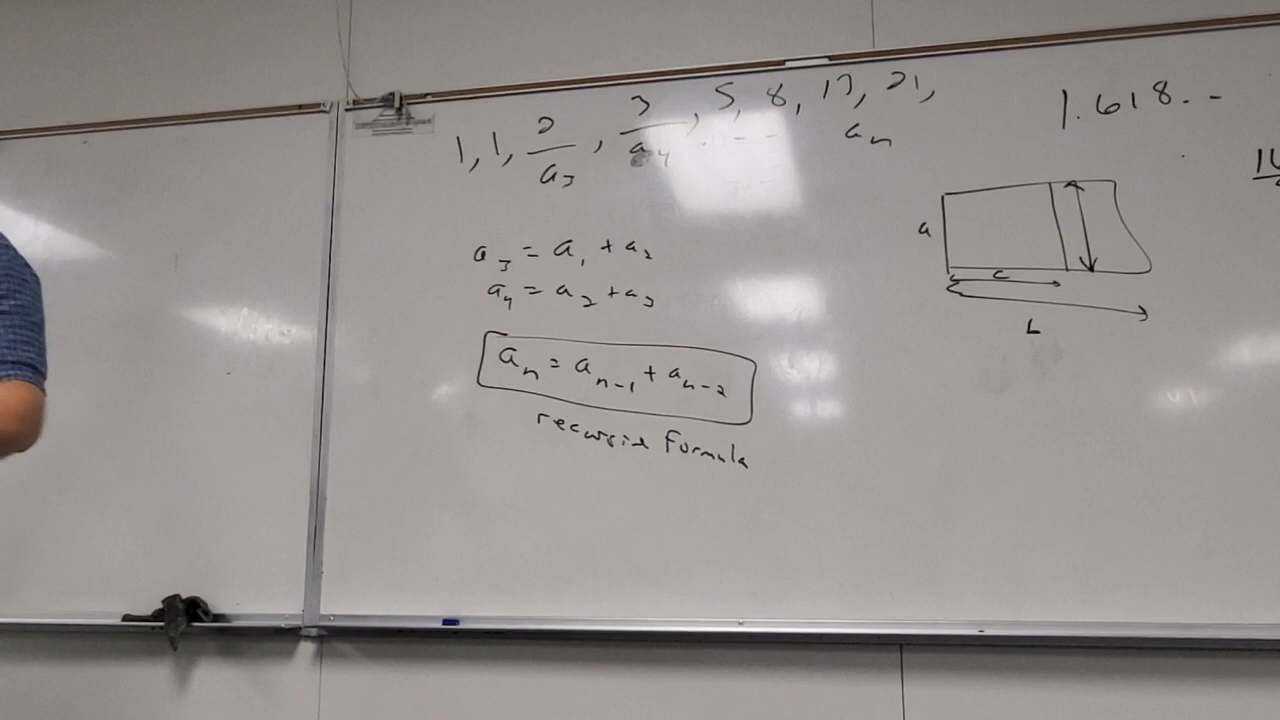 1, 1, 2, 3, 5, 8, 13, 21,
a₃ a₄ . . - - aₙ
a₃ = a₁ + a₂
a₄ = a₂ + a₃
aₙ = aₙ₋₁ + aₙ₋₂
recursive formula
1.618. . -
a
c
L